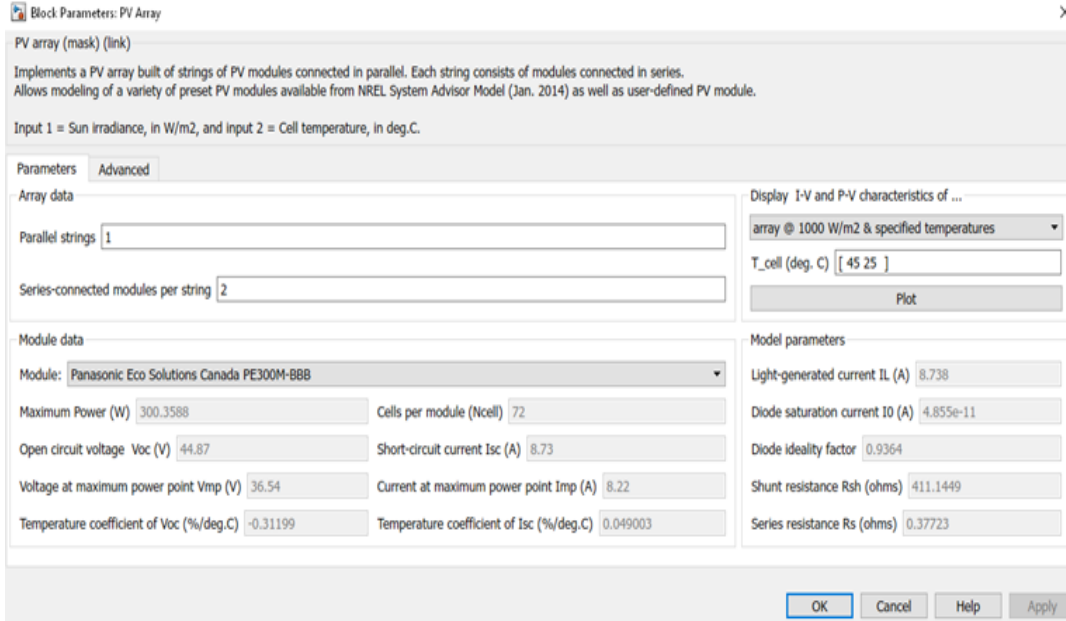 Block Parameters: PV Array
PV array (mask) (link)
Implements a PV array built of strings of PV modules connected in parallel. Each string consists of modules connected in series.
Allows modeling of a variety of preset PV modules available from NREL System Advisor Model (Jan. 2014) as well as user-defined PV module.
Input 1 = Sun irradiance, in W/m2, and input 2 = Cell temperature, in deg.C.
Parameters Advanced
Array data
Parallel strings 1
Series-connected modules per string 2
Display I-V and P-V characteristics of ...
array @ 1000 W/m2 & specified temperatures
T_cell (deg. C) [ 45 25 ]
Plot
Module data
Module: Panasonic Eco Solutions Canada PE300M-BBB
Maximum Power (W) 300.3588 Cells per module (Ncell) 72
Open circuit voltage Voc (V) 44.87 Short-circuit current Isc (A) 8.73
Voltage at maximum power point Vmp (V) 36.54 Current at maximum power point Imp (A) 8.22
Temperature coefficient of Voc (%/deg.C) -0.31199 Temperature coefficient of Isc (%/deg.C) 0.049003
Model parameters
Light-generated current IL (A) 8.738
Diode saturation current I0 (A) 4.855e-11
Diode ideality factor 0.9364
Shunt resistance Rsh (ohms) 411.1449
Series resistance Rs (ohms) 0.37723
OK Cancel Help Apply